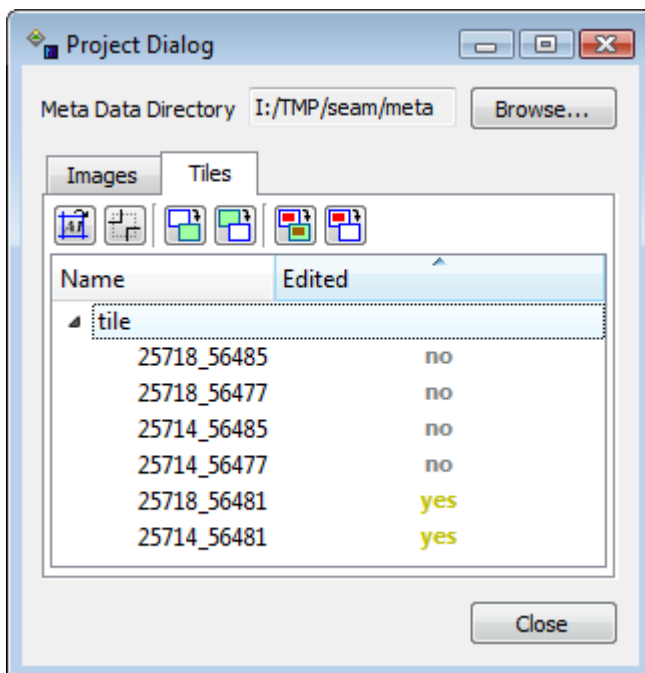 Project Dialog
Meta Data Directory I:/TMP/seam/meta Browse...
Images Tiles
Name Edited
tile
25718_56485 no
25718_56477 no
25714_56485 no
25714_56477 no
25718_56481 yes
25714_56481 yes
Close